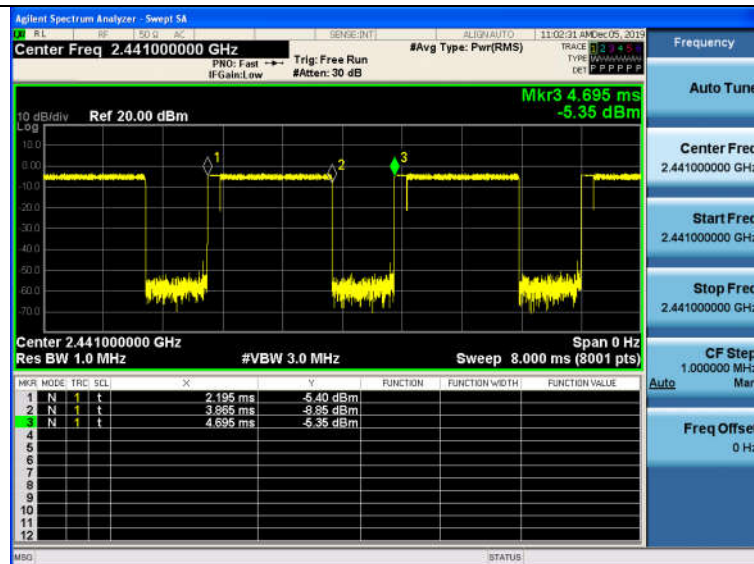 Agilent Spectrum Analyzer - Swept SA
RL RF 50 Ω AC SENSE:INT ALIGN AUTO 11:02:31 AM Dec 05, 2019
Center Freq 2.441000000 GHz #Avg Type: Pwr(RMS) TRACE 1 2 3 4 5 6
PNO: Fast Trig: Free Run TYPE
IFGain:Low #Atten: 30 dB DET P P P P P P
Frequency
Mkr3 4.695 ms
-5.35 dBm
10 dB/div Ref 20.00 dBm
Log
10.0
0.00
-10.0
-20.0
-30.0
-40.0
-50.0
-60.0
-70.0
1
2
3
Center 2.441000000 GHz Span 0 Hz
Res BW 1.0 MHz #VBW 3.0 MHz Sweep 8.000 ms (8001 pts)
MKR MODE TRC SCL X Y FUNCTION FUNCTION WIDTH FUNCTION VALUE
1 N 1 t 2.195 ms -5.40 dBm
2 N 1 t 3.865 ms -8.85 dBm
3 N 1 t 4.695 ms -5.35 dBm
4
5
6
7
8
9
10
11
12
MSG STATUS
Auto Tune
Center Freq
2.441000000 GHz
Start Freq
2.441000000 GHz
Stop Freq
2.441000000 GHz
CF Step
1.000000 MHz
Auto Man
Freq Offset
0 Hz